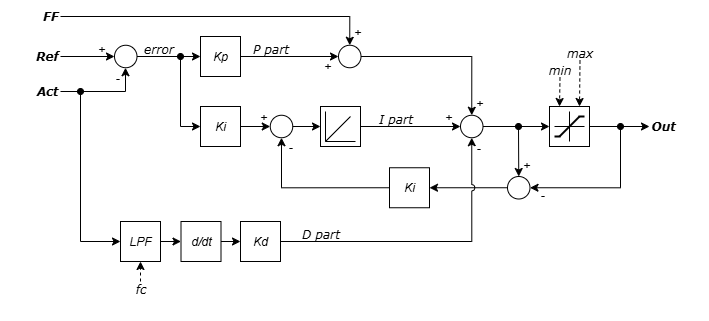 FF
Ref
+
error
Kp
P part
+
+
max
min
Act
-
Ki
+
I part
+
+
-
Out
-
Ki
+
-
LPF
d/dt
Kd
D part
fc